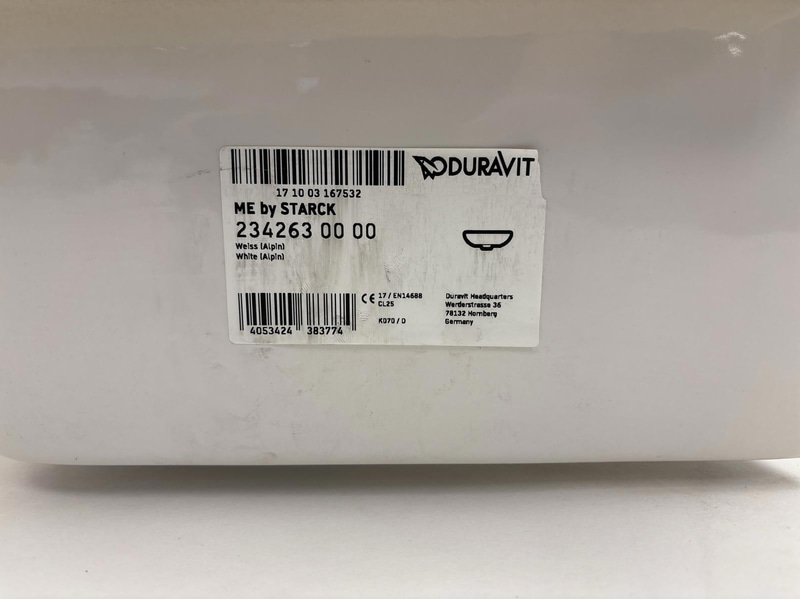 DURAVIT
17 10 03 167532
ME by STARCK
234263 00 00
Weiss (Alpin)
White (Alpin)
4053424 383774
CE 17 / EN14688
CL25
K070 / D
Duravit Headquarters
Werderstrasse 36
78132 Hornberg
Germany